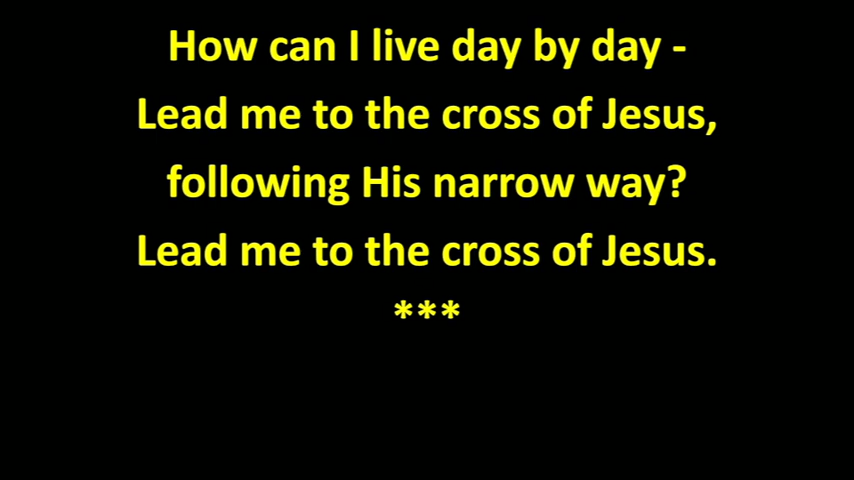 How can I live day by day -
Lead me to the cross of Jesus,
following His narrow way?
Lead me to the cross of Jesus.
***